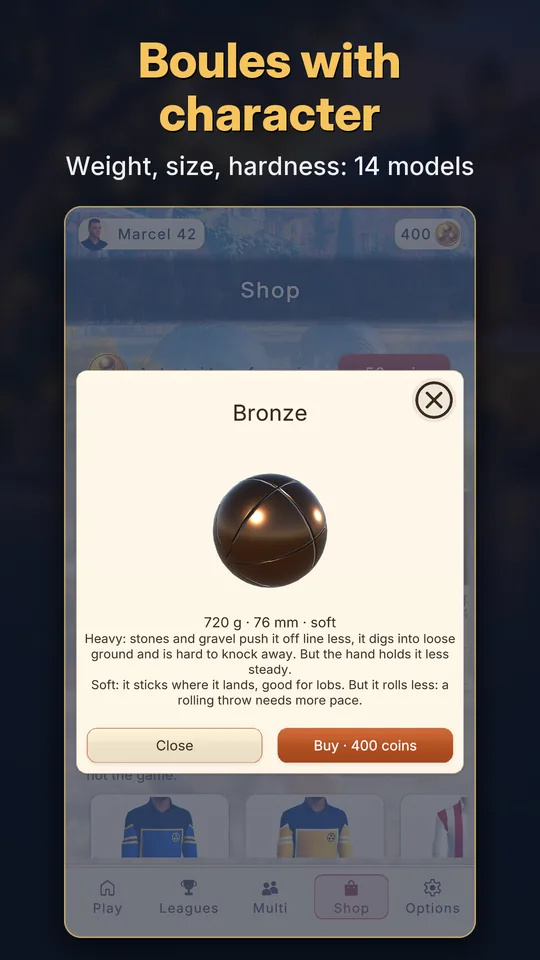 Boules with
character
Weight, size, hardness: 14 models
Marcel 42
400
Shop
Bronze
720 g · 76 mm · soft
Heavy: stones and gravel push it off line less, it digs into loose
ground and is hard to knock away. But the hand holds it less
steady.
Soft: it sticks where it lands, good for lobs. But it rolls less: a
rolling throw needs more pace.
Close
Buy · 400 coins
not the game.
Play
Leagues
Multi
Shop
Options